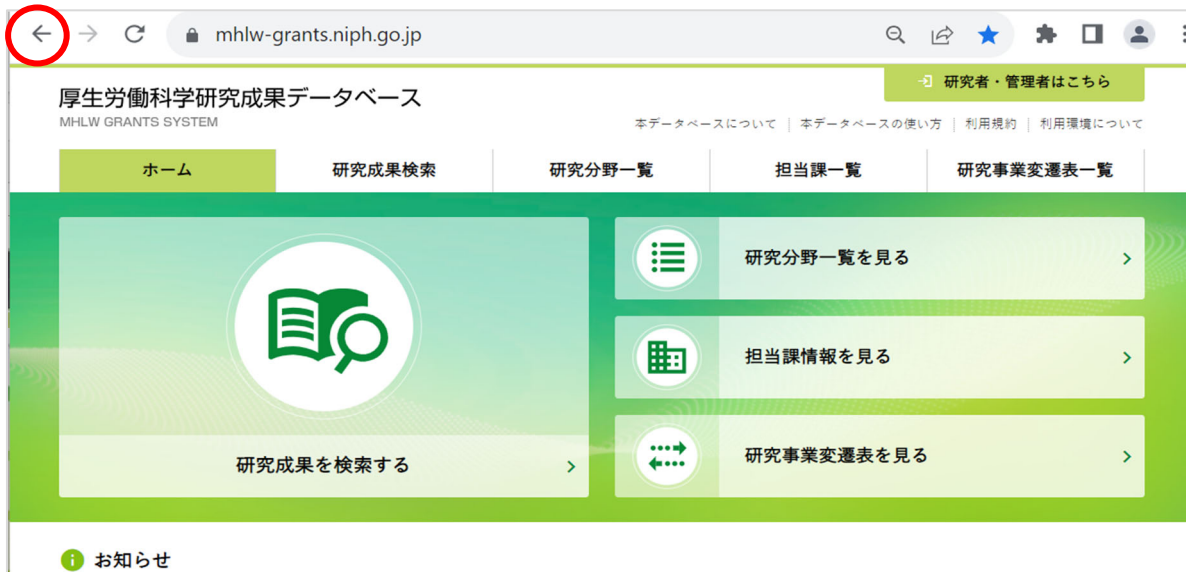 mhlw-grants.niph.go.jp
研究者・管理者はこちら
厚生労働科学研究成果データベース
MHLW GRANTS SYSTEM
本データベースについて | 本データベースの使い方 | 利用規約 | 利用環境について
ホーム 研究成果検索 研究分野一覧 担当課一覧 研究事業変遷表一覧
研究分野一覧を見る
担当課情報を見る
研究成果を検索する
研究事業変遷表を見る
お知らせ